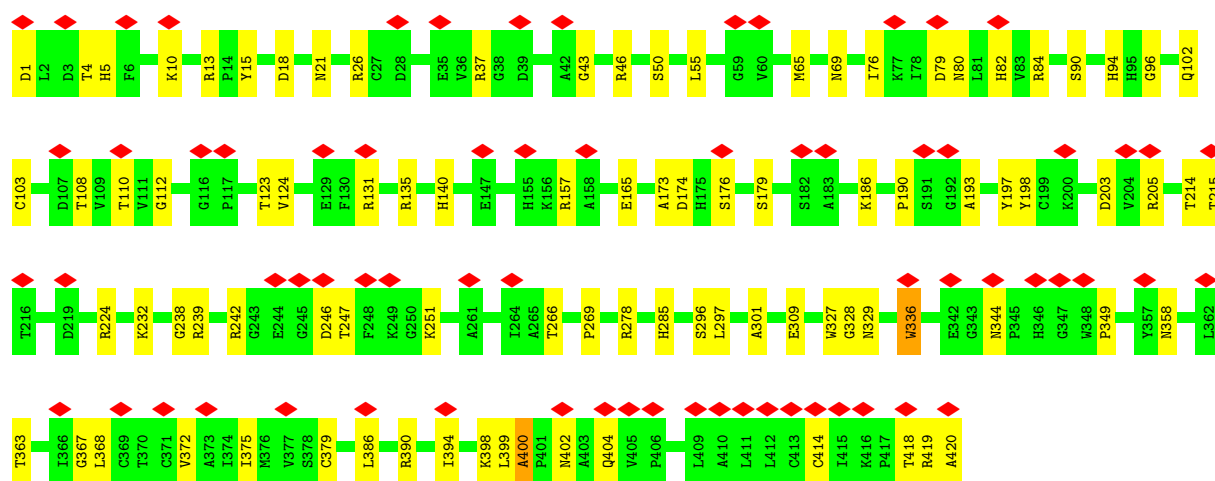 D1 L2 D3 T4 H5 F6 K10 R13 P14 Y15 D18 N21 R26 C27 D28 E35 V36 R37 G38 D39 A42 G43 R46 S50 L55 G59 V60 M65 N69 I76 K77 I78 D79 N80 L81 H82 V83 R84 S90 H94 H95 G96 Q102
C103 D107 T108 V109 T110 V111 G112 G116 P117 T123 V124 E129 F130 R131 R135 H140 E147 H155 K156 R157 A158 E165 A173 D174 H175 S176 S179 S182 A183 K186 P190 S191 G192 A193 Y197 Y198 C199 K200 D203 V204 R205 T214 T215
T216 D219 R224 K232 G238 R239 R242 G243 E244 G245 D246 T247 F248 K249 G250 K251 A261 I264 A265 T266 P269 R278 H285 S296 L297 A301 E309 W327 G328 N329 W336 E342 G343 N344 P345 H346 G347 W348 P349 Y357 N358 L362
T363 I366 G367 L368 C369 T370 C371 V372 A373 I374 I375 M376 V377 S378 C379 L386 R390 I394 K398 L399 A400 P401 N402 A403 Q404 V405 P406 L409 A410 L411 L412 C413 C414 I415 K416 P417 T418 R419 A420